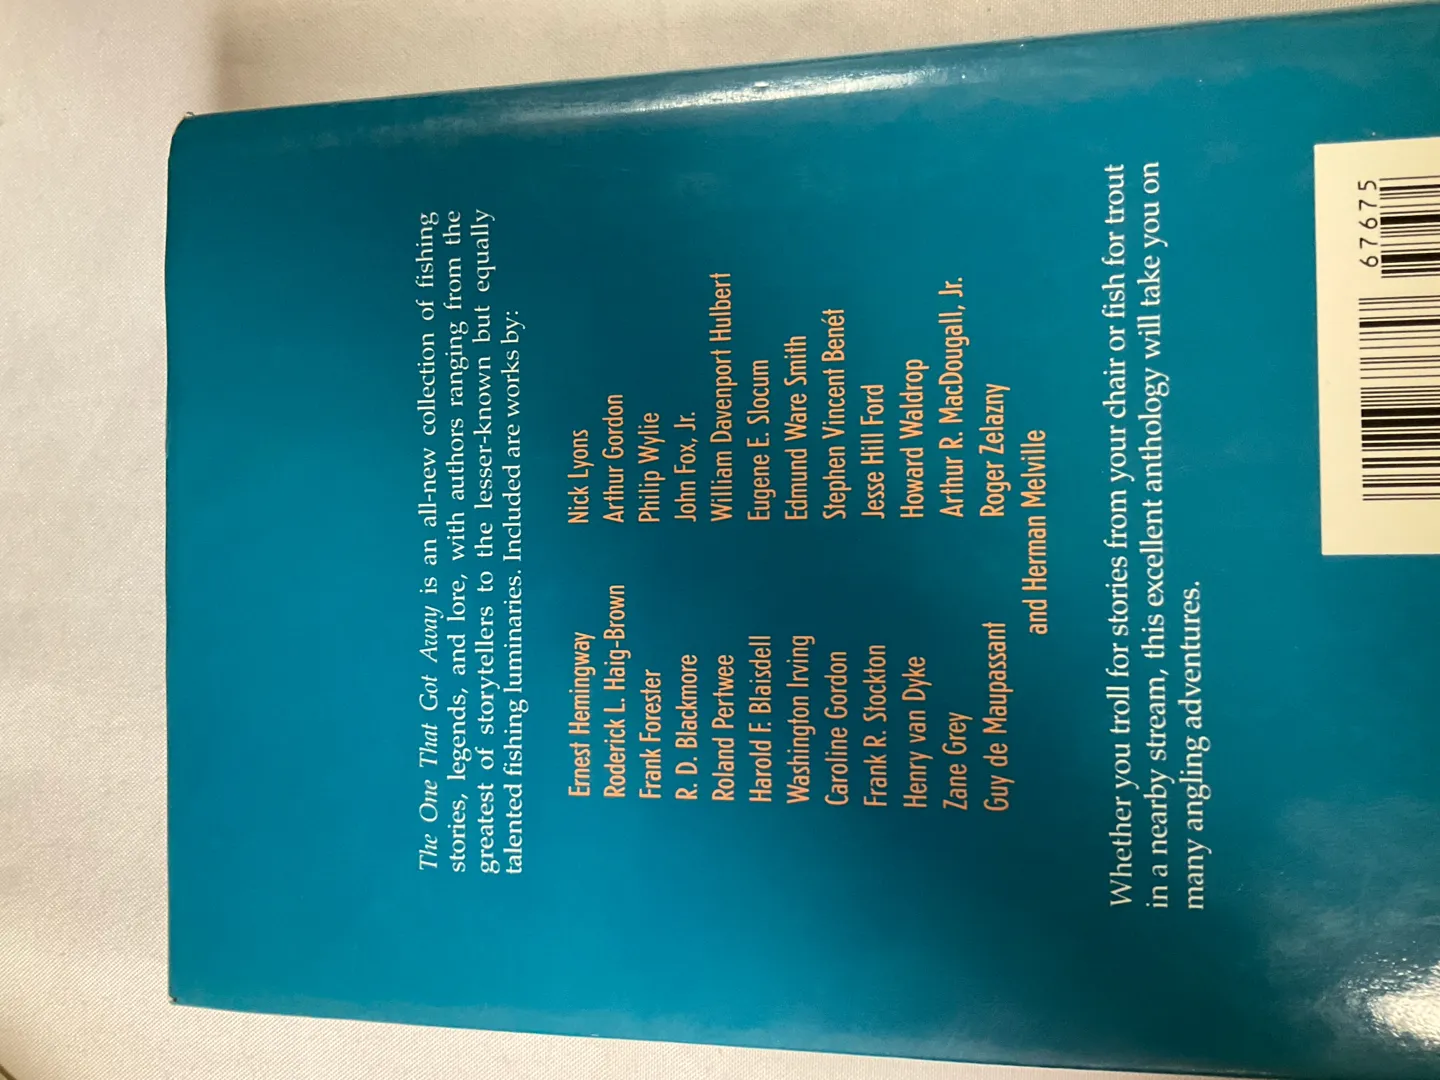 The One That Got Away is an all-new collection of fishing
stories, legends, and lore, with authors ranging from the
greatest of storytellers to the lesser-known but equally
talented fishing luminaries. Included are works by:
Ernest Hemingway
Roderick L. Haig-Brown
Frank Forester
R. D. Blackmore
Roland Pertwee
Harold F. Blaisdell
Washington Irving
Caroline Gordon
Frank R. Stockton
Henry van Dyke
Zane Grey
Guy de Maupassant
Nick Lyons
Arthur Gordon
Philip Wylie
John Fox, Jr.
William Davenport Hulbert
Eugene E. Slocum
Edmund Ware Smith
Stephen Vincent Benét
Jesse Hill Ford
Howard Waldrop
Arthur R. MacDougall, Jr.
Roger Zelazny
and Herman Melville
Whether you troll for stories from your chair or fish for trout
in a nearby stream, this excellent anthology will take you on
many angling adventures.
67675